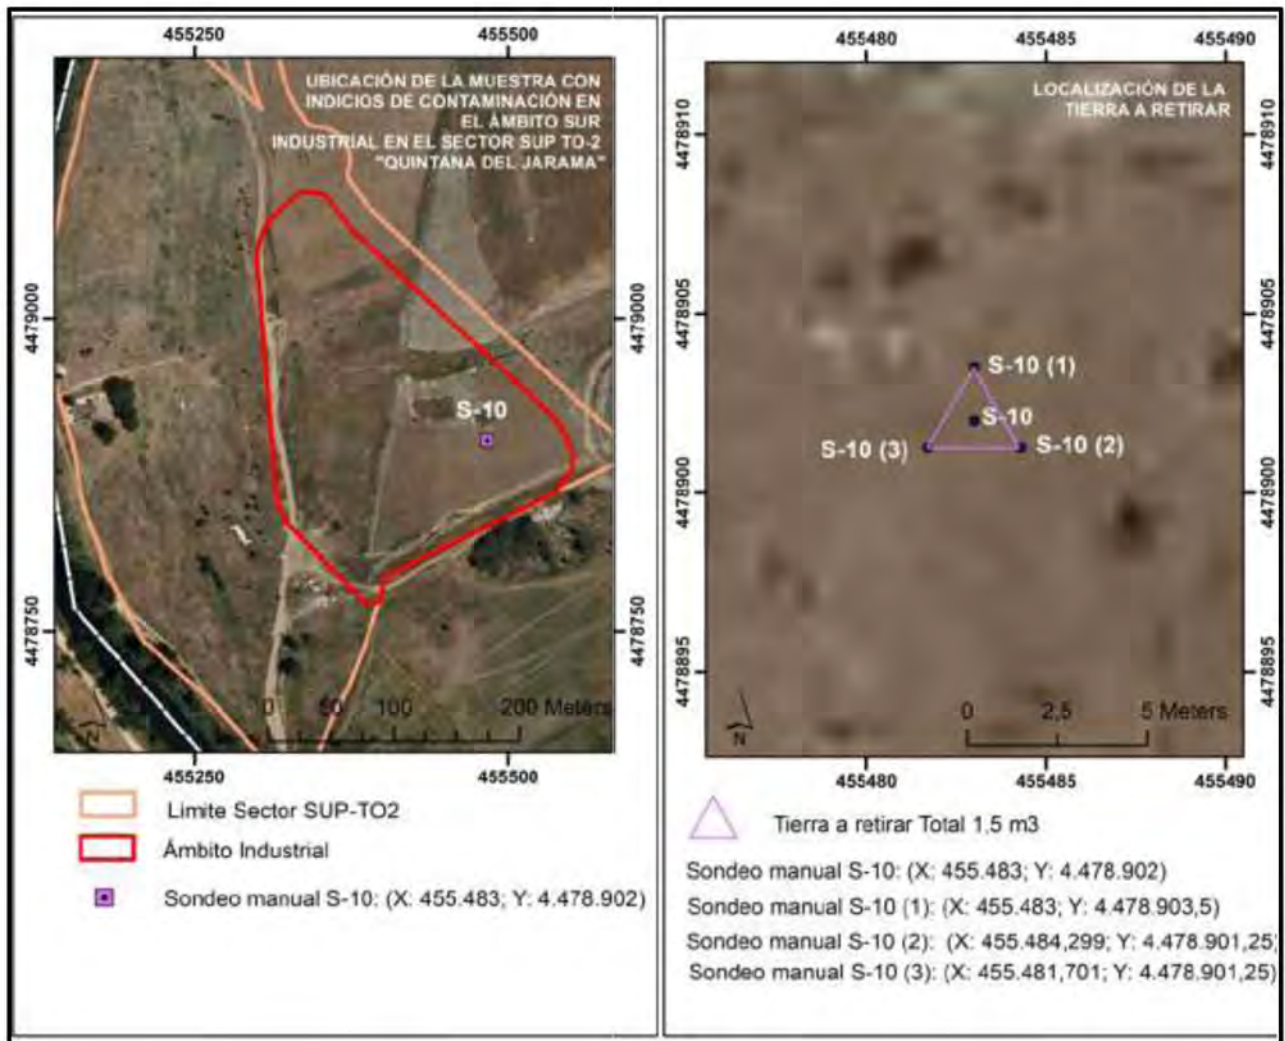 455250
455500
UBICACIÓN DE LA MUESTRA CON
INDICIOS DE CONTAMINACIÓN EN
EL ÁMBITO SUR
INDUSTRIAL EN EL SECTOR SUP TO-2
"QUINTANA DEL JARAMA"
4479000
4479000
S-10
4478750
4478750
0 50 100 200 Meters
N
455250
455500
Limite Sector SUP-TO2
Ámbito Industrial
Sondeo manual S-10: (X: 455.483; Y: 4.478.902)
455480
455485
455490
LOCALIZACIÓN DE LA
TIERRA A RETIRAR
4478910
4478910
4478905
4478905
S-10 (1)
S-10
S-10 (3)
S-10 (2)
4478900
4478900
4478895
4478895
0 2,5 5 Meters
N
455480
455485
455490
Tierra a retirar Total 1,5 m3
Sondeo manual S-10: (X: 455.483; Y: 4.478.902)
Sondeo manual S-10 (1): (X: 455.483; Y: 4.478.903,5)
Sondeo manual S-10 (2): (X: 455.484,299; Y: 4.478.901,25)
Sondeo manual S-10 (3): (X: 455.481,701; Y: 4.478.901,25)